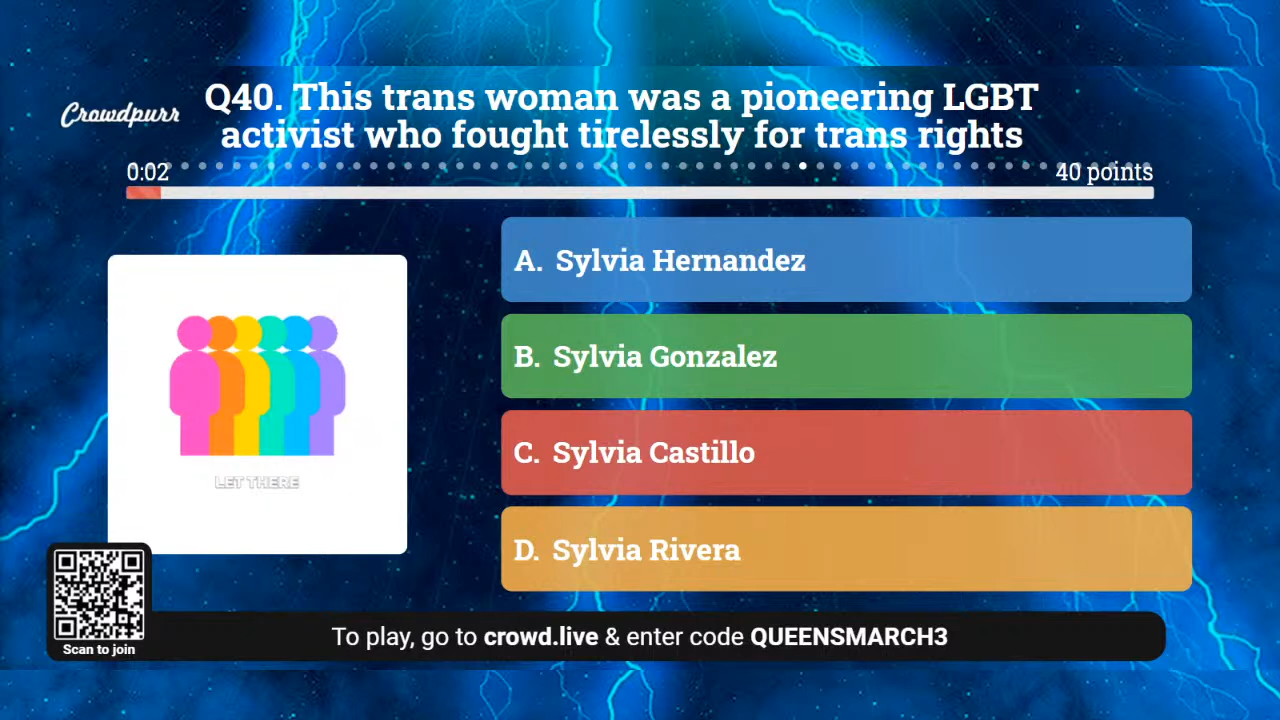 Crowdpurr
Q40. This trans woman was a pioneering LGBT
activist who fought tirelessly for trans rights
0:02
40 points
A. Sylvia Hernandez
B. Sylvia Gonzalez
C. Sylvia Castillo
D. Sylvia Rivera
LET THERE
Scan to join
To play, go to crowd.live & enter code QUEENSMARCH3